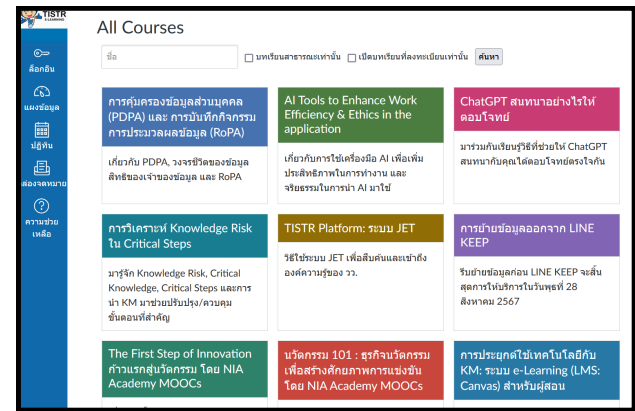 TISTR
E-LEARNING
All Courses
ชื่อ
บทเรียนสาธารณะเท่านั้น
เปิดบทเรียนที่ลงทะเบียนเท่านั้น
ค้นหา
ล็อกอิน
แผงข้อมูล
ปฏิทิน
ล่องจดหมาย
ความช่วย
เหลือ
การคุ้มครองข้อมูลส่วนบุคคล
(PDPA) และ การบันทึกกิจกรรม
การประมวลผลข้อมูล (RoPA)
เกี่ยวกับ PDPA, วงจรชีวิตของข้อมูล
สิทธิของเจ้าของข้อมูล และ RoPA
AI Tools to Enhance Work
Efficiency & Ethics in the
application
เกี่ยวกับการใช้เครื่องมือ AI เพื่อเพิ่ม
ประสิทธิภาพในการทำงาน และ
จริยธรรมในการนำ AI มาใช้
ChatGPT สนทนาอย่างไรให้
ตอบโจทย์
มาร่วมกันเรียนรู้วิธีที่ช่วยให้ ChatGPT
สนทนากับคุณได้ตอบโจทย์ตรงใจกัน
การวิเคราะห์ Knowledge Risk
ใน Critical Steps
มารู้จัก Knowledge Risk, Critical
Knowledge, Critical Steps และการ
นำ KM มาช่วยปรับปรุง/ควบคุม
ขั้นตอนที่สำคัญ
TISTR Platform: ระบบ JET
วิธีใช้ระบบ JET เพื่อสืบค้นและเข้าถึง
องค์ความรู้ของ วว.
การย้ายข้อมูลออกจาก LINE
KEEP
รีบย้ายข้อมูลก่อน LINE KEEP จะสิ้น
สุดการให้บริการในวันพุธที่ 28
สิงหาคม 2567
The First Step of Innovation
ก้าวแรกสู่นวัตกรรม โดย NIA
Academy MOOCs
นวัตกรรม 101 : ธุรกิจนวัตกรรม
เพื่อสร้างศักยภาพการแข่งขัน
โดย NIA Academy MOOCs
การประยุกต์ใช้เทคโนโลยีกับ
KM: ระบบ e-Learning (LMS:
Canvas) สำหรับผู้สอน